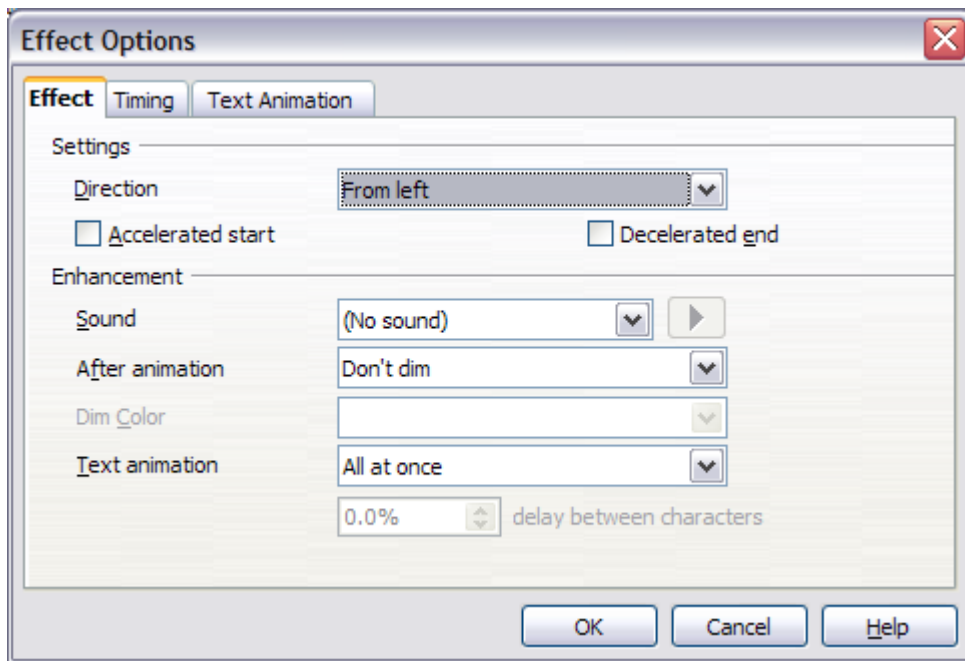 Effect Options
Effect Timing Text Animation
Settings
Direction From left
Accelerated start Decelerated end
Enhancement
Sound (No sound)
After animation Don't dim
Dim Color
Text animation All at once
0.0% delay between characters
OK Cancel Help